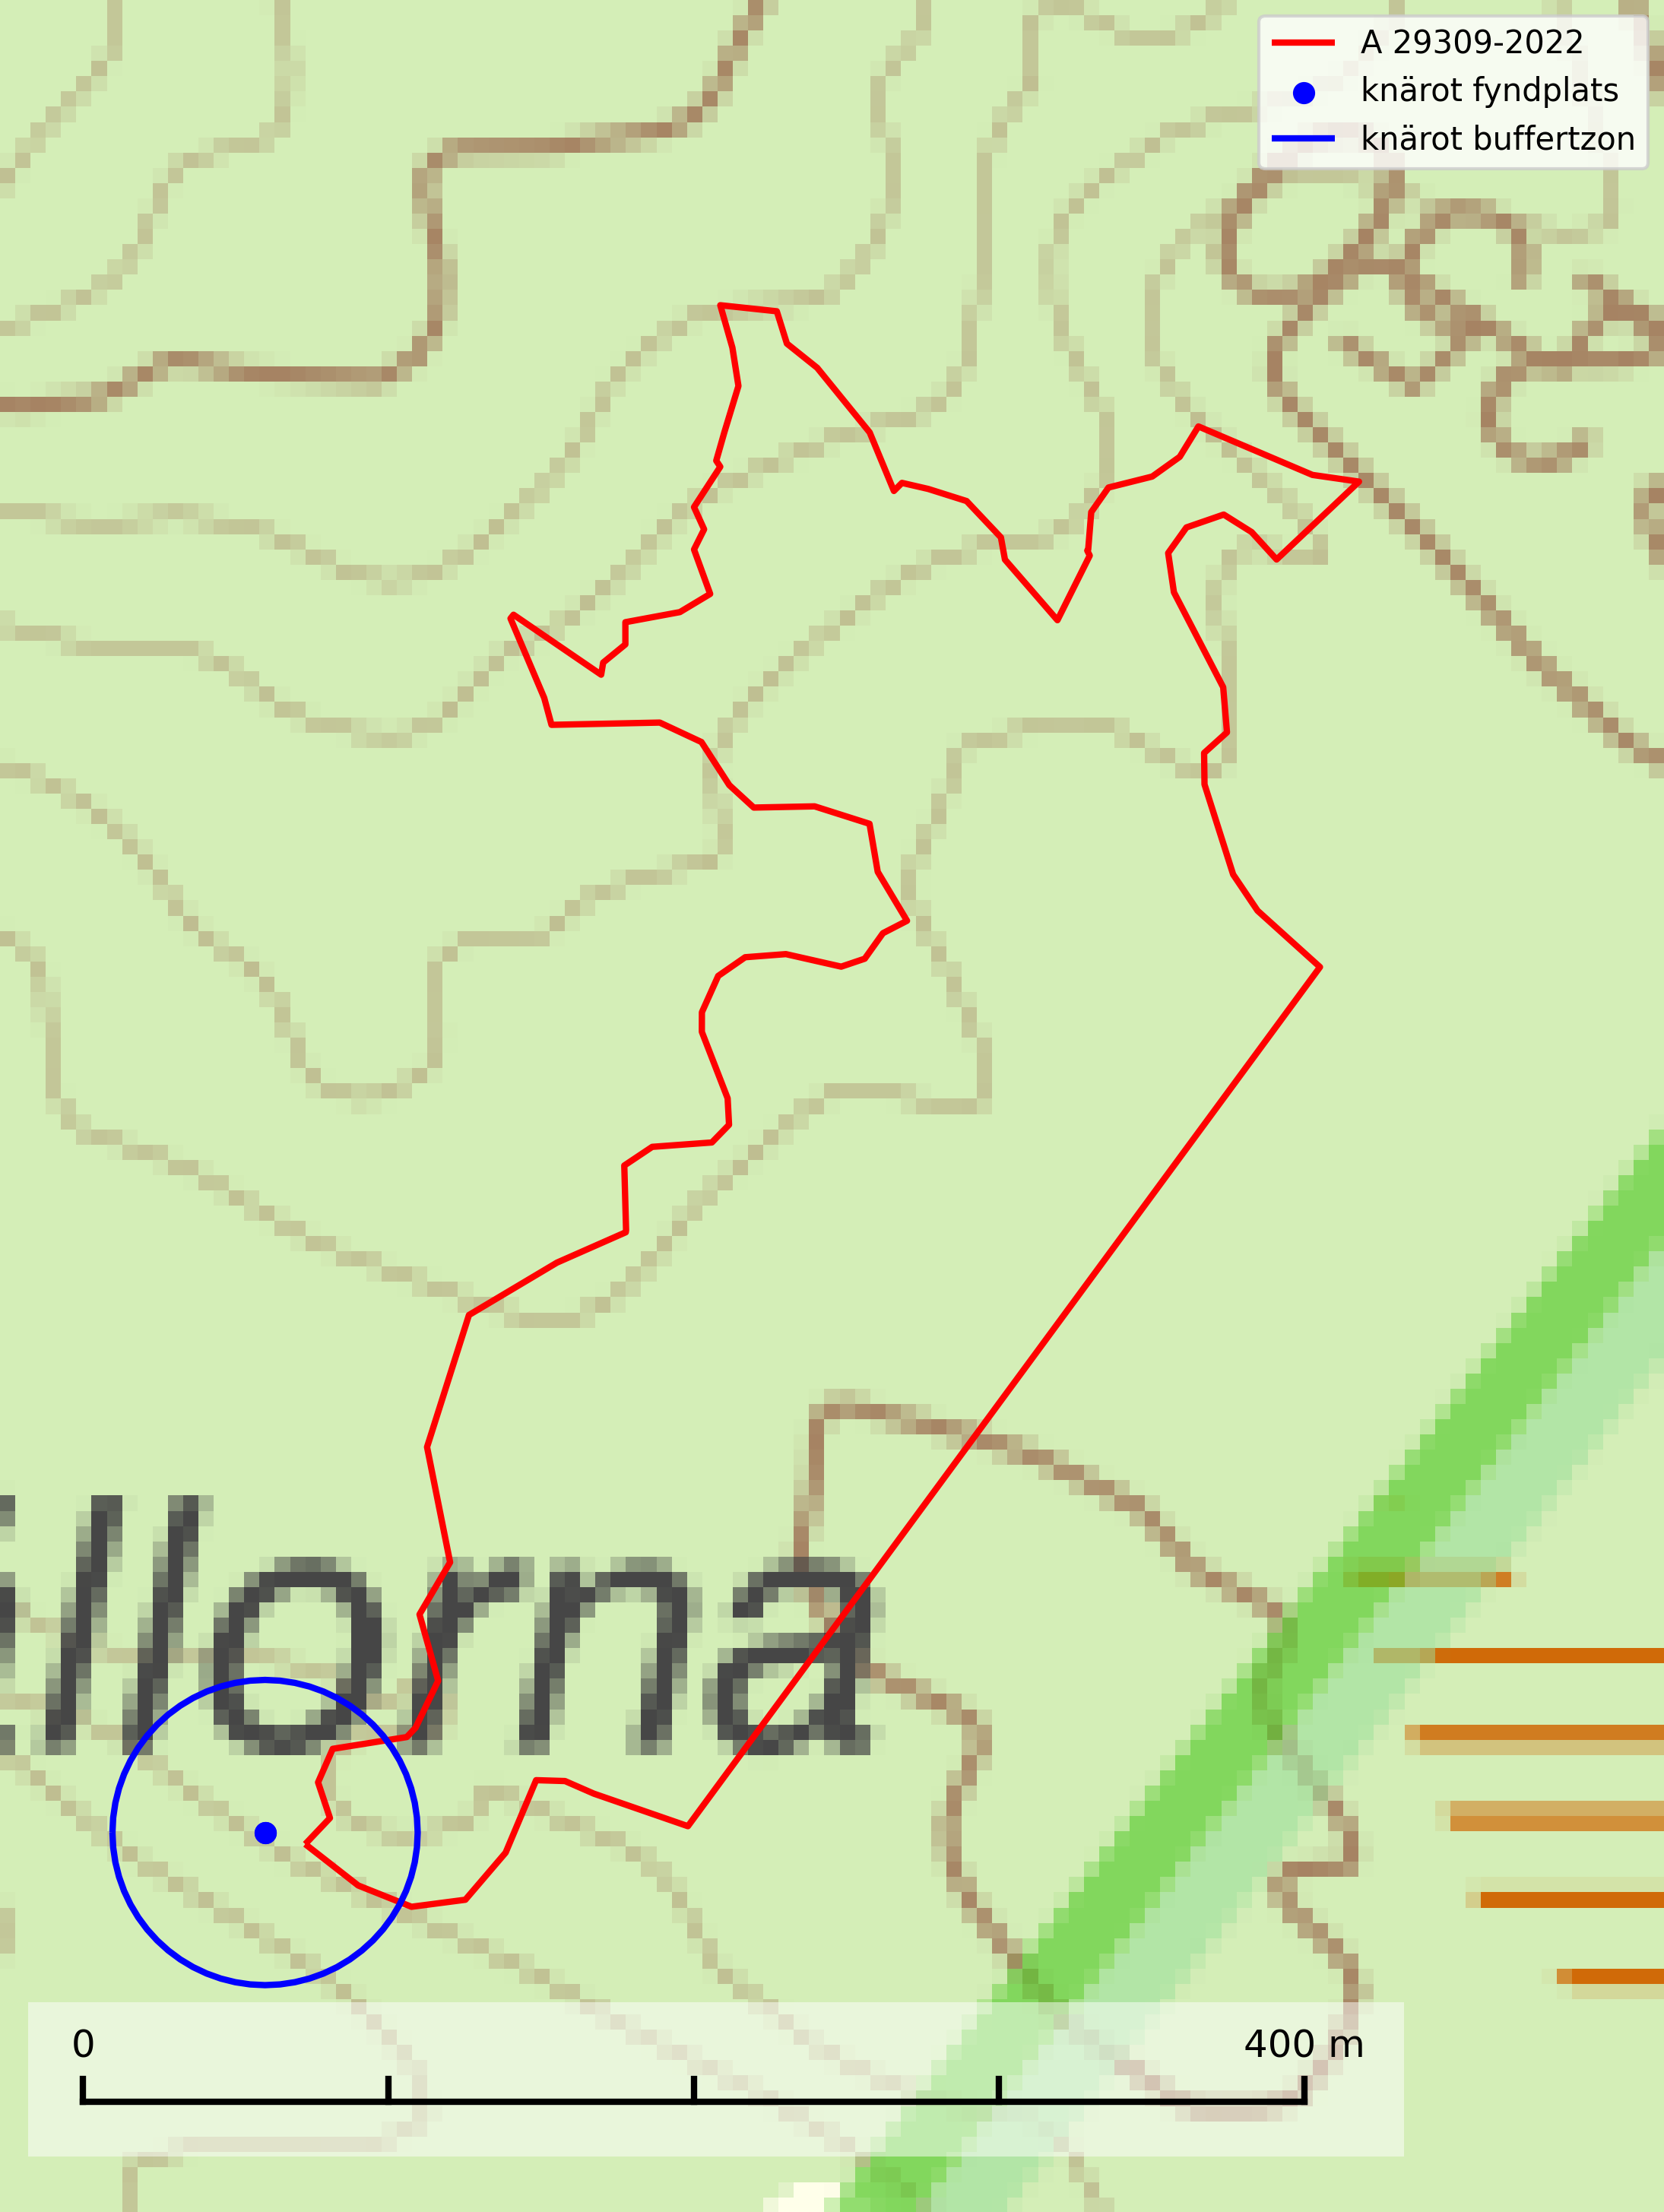 A 29309-2022
knärot fyndplats
knärot buffertzon
llorna
0 400 m